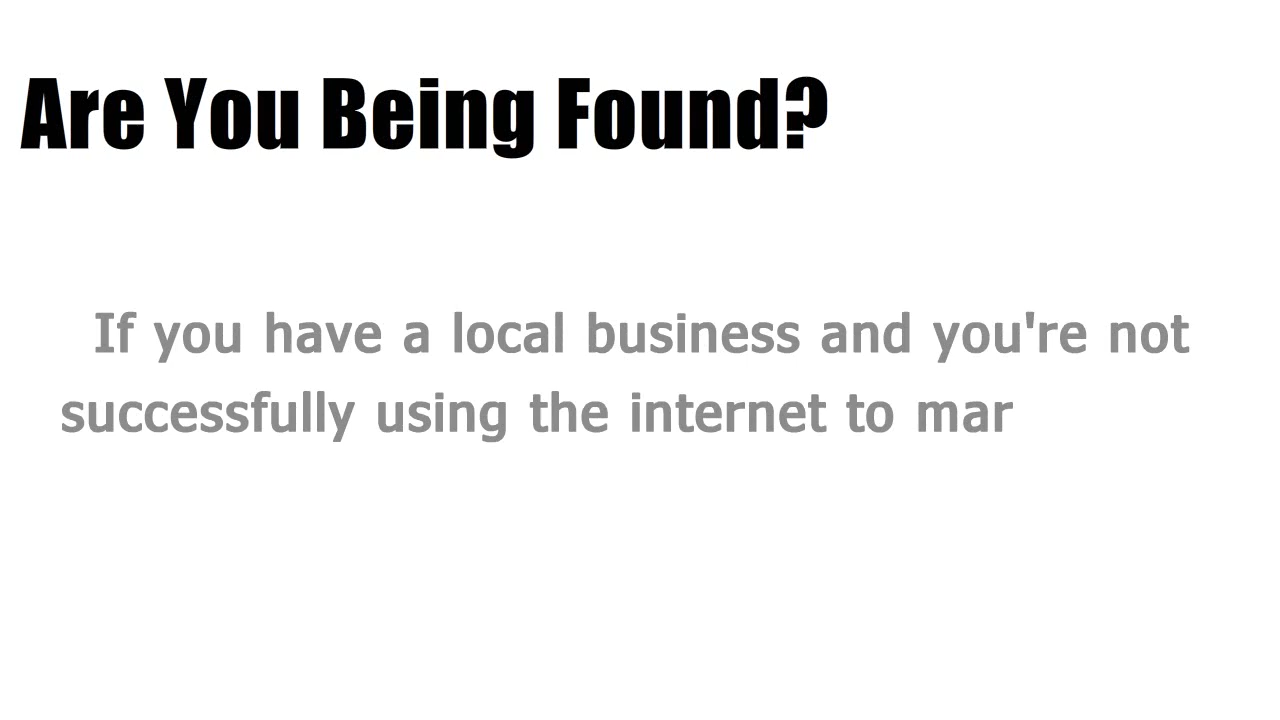 Are You Being Found?
If you have a local business and you're not
successfully using the internet to mar